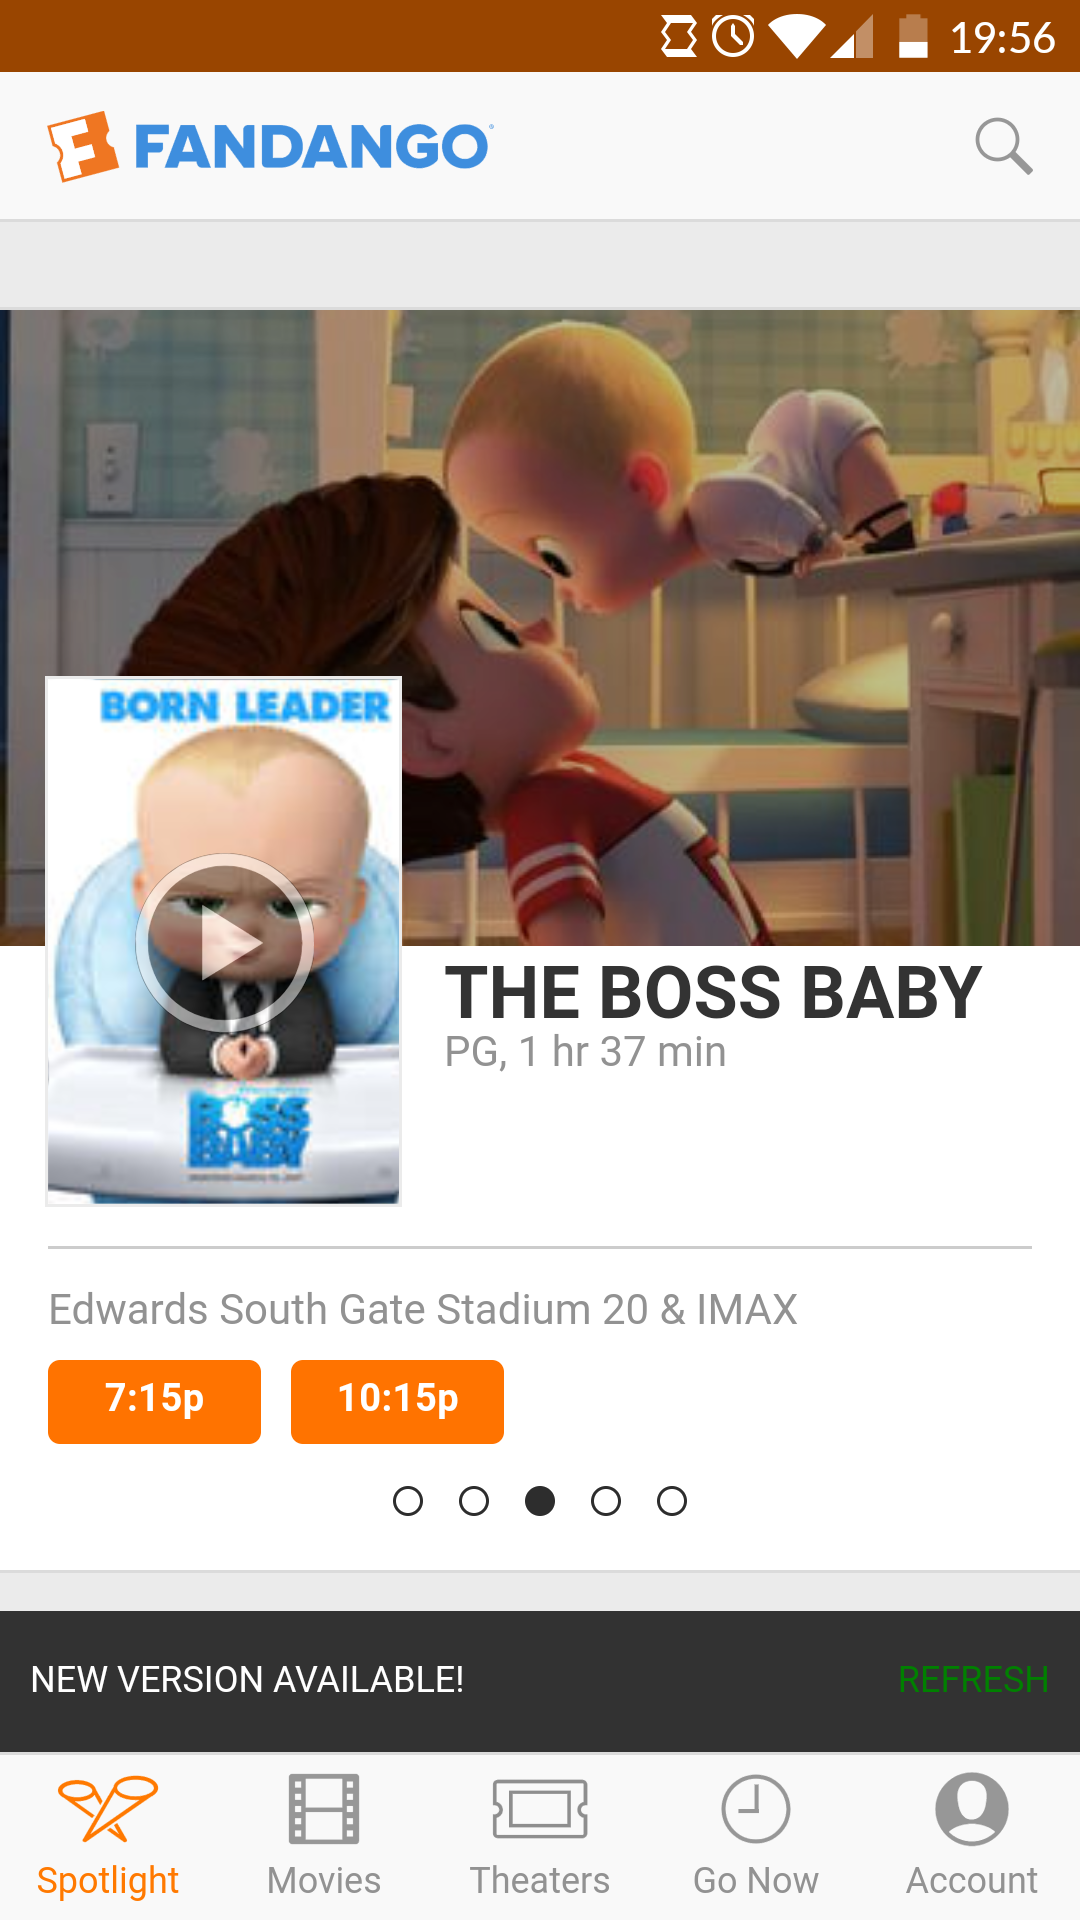 19:56
FANDANGO
BORN LEADER
BOSS
BABY
THE BOSS BABY
PG, 1 hr 37 min
Edwards South Gate Stadium 20 & IMAX
7:15p 10:15p
NEW VERSION AVAILABLE! REFRESH
Spotlight Movies Theaters Go Now Account